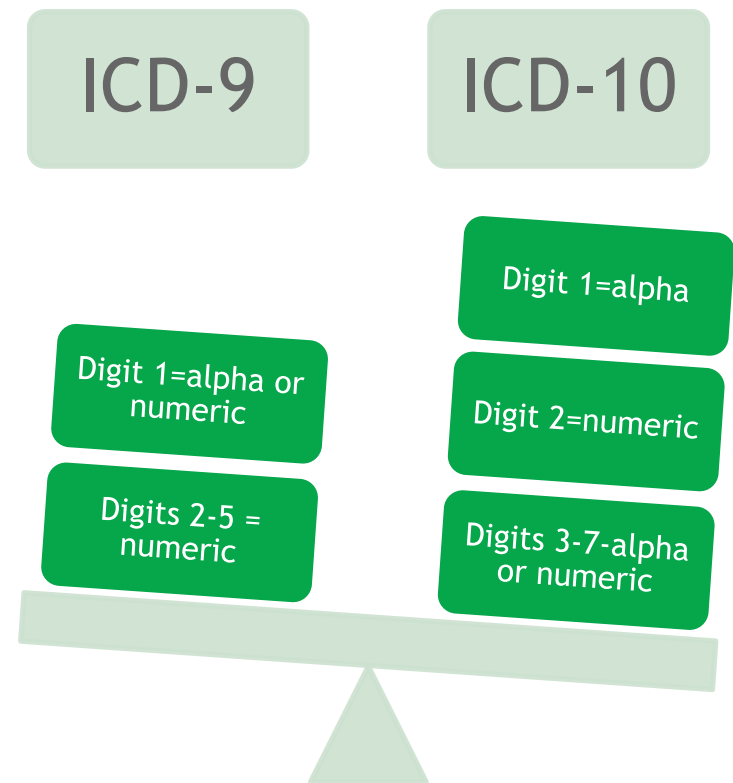 ICD-9
ICD-10
Digit 1=alpha or
numeric
Digits 2-5 =
numeric
Digit 1=alpha
Digit 2=numeric
Digits 3-7-alpha
or numeric